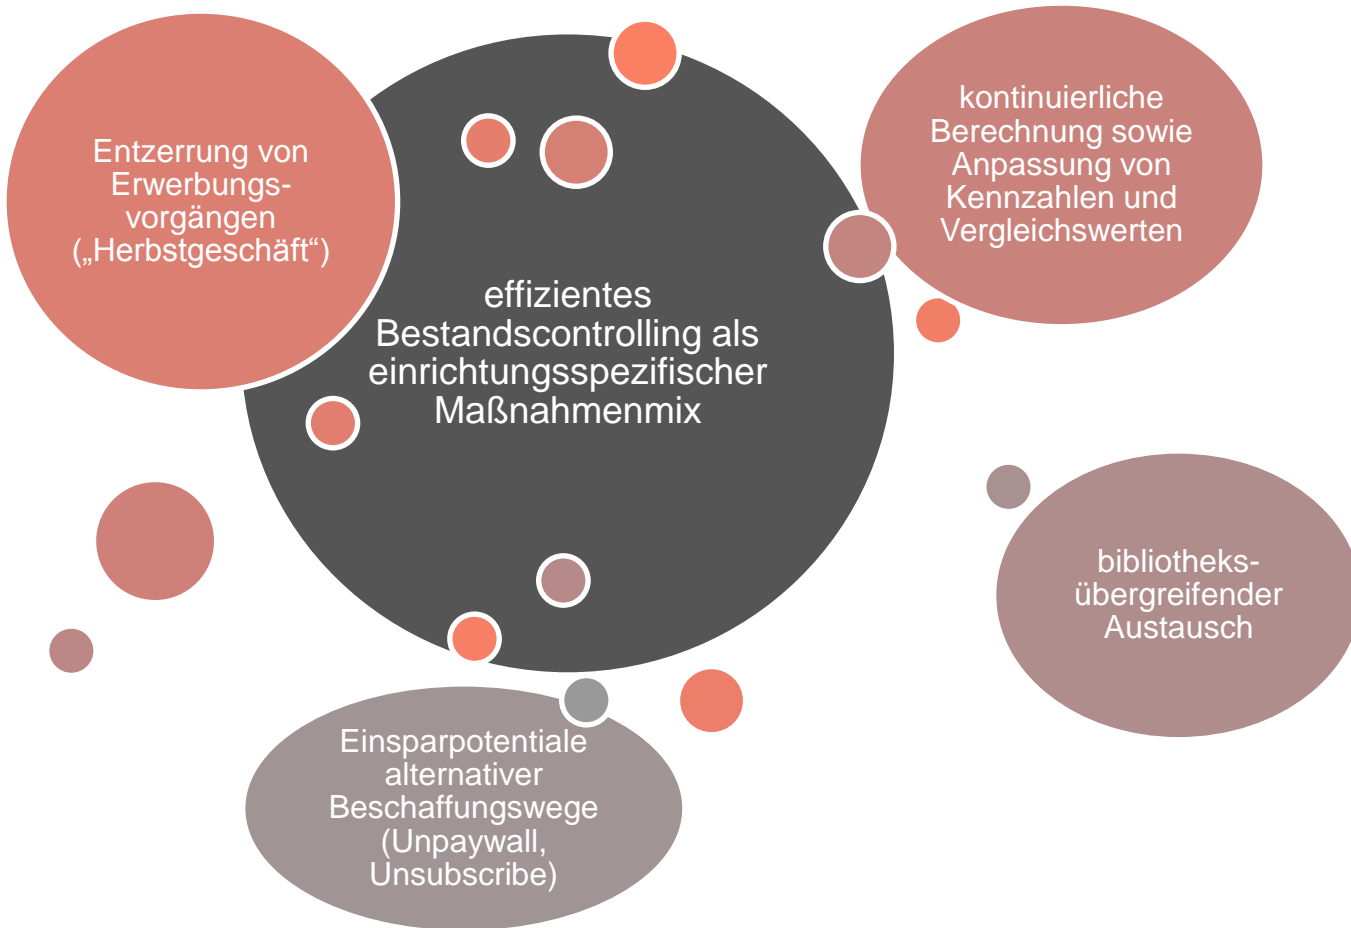 Entzerrung von
Erwerbungs-
vorgängen
(„Herbstgeschäft“)
kontinuierliche
Berechnung sowie
Anpassung von
Kennzahlen und
Vergleichswerten
effizientes
Bestandscontrolling als
einrichtungsspezifischer
Maßnahmenmix
bibliotheks-
übergreifender
Austausch
Einsparpotentiale
alternativer
Beschaffungswege
(Unpaywall,
Unsubscribe)